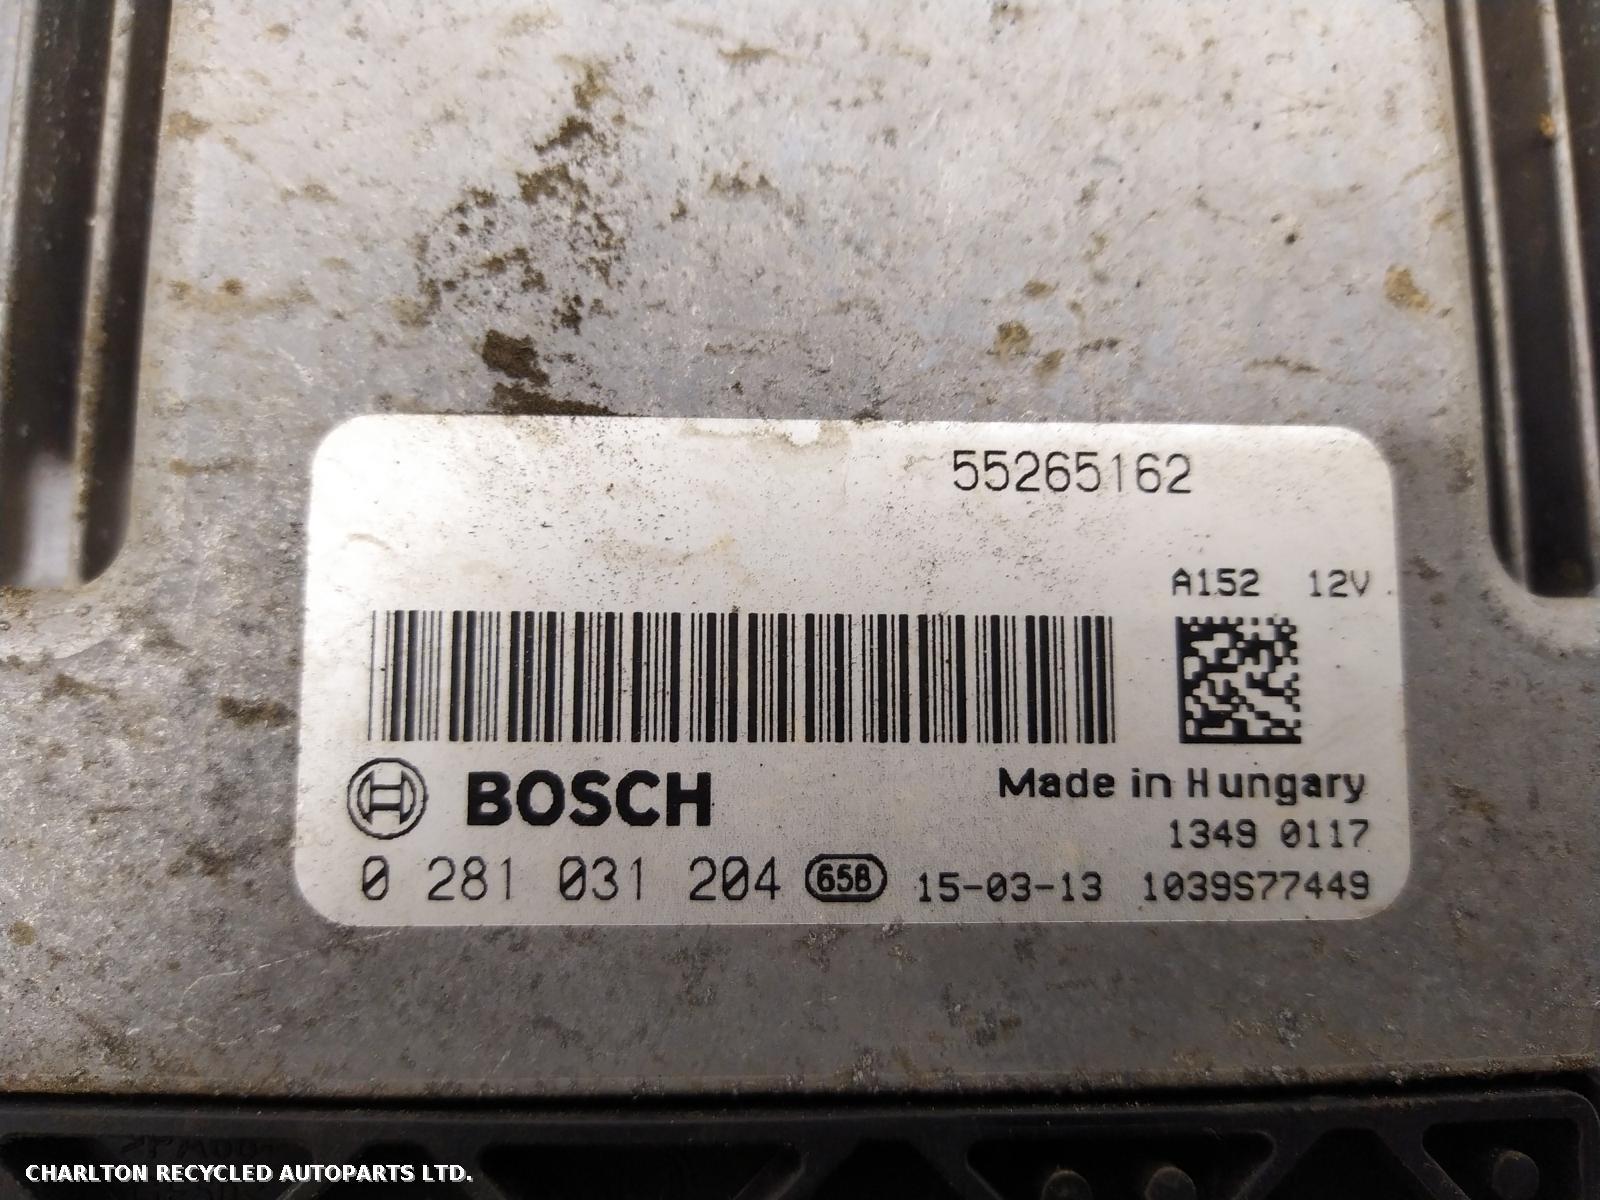 55265162
A152 12V
BOSCH
Made in Hungary
1349 0117
0 281 031 204 658 15-03-13 1039S77449
CHARLTON RECYCLED AUTOPARTS LTD.